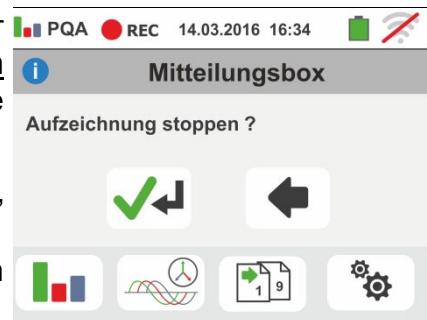 PQA REC 14.03.2016 16:34
i Mitteilungsbox
Aufzeichnung stoppen ?
1 9